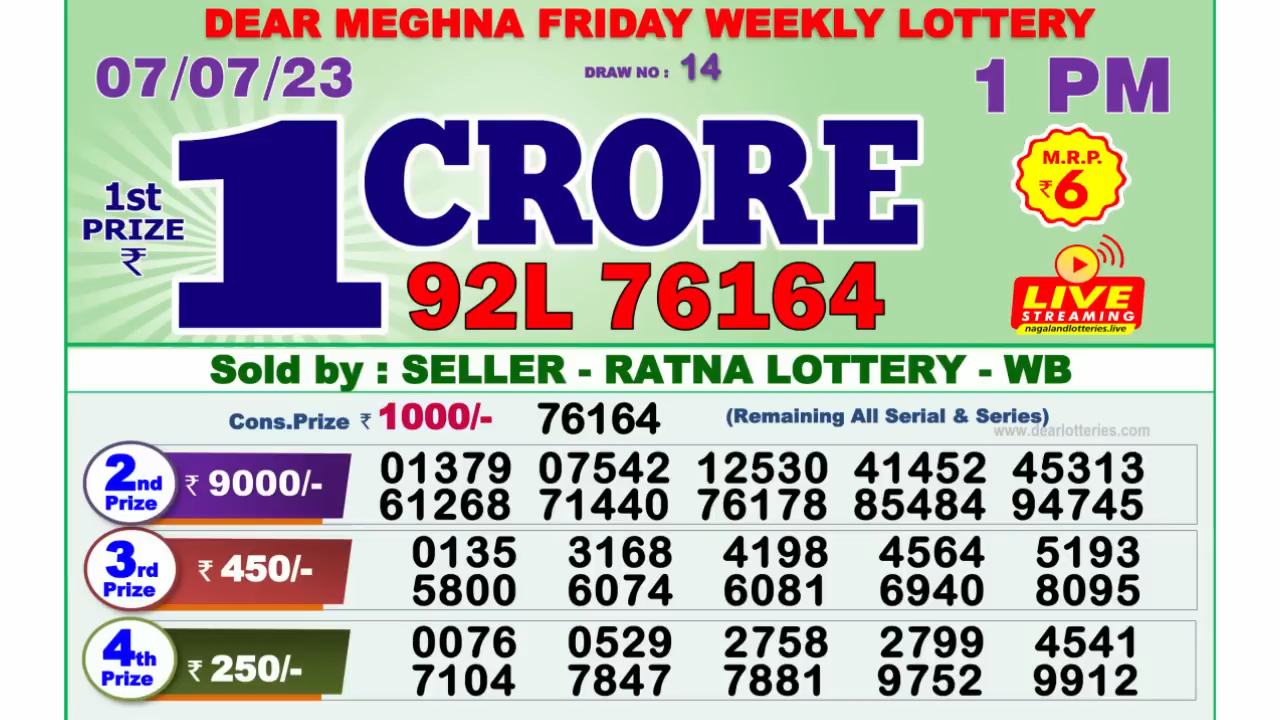 DEAR MEGHNA FRIDAY WEEKLY LOTTERY
07/07/23
DRAW NO : 14
1 PM
1st
PRIZE
₹
1 CRORE
92L 76164
M.R.P.
₹6
LIVE
STREAMING
nagalandlotteries.live
Sold by : SELLER - RATNA LOTTERY - WB
Cons.Prize ₹ 1000/- 76164 (Remaining All Serial & Series)
www.dearlotteries.com
2nd
Prize
₹ 9000/-
01379 07542 12530 41452 45313
61268 71440 76178 85484 94745
3rd
Prize
₹ 450/-
0135 3168 4198 4564 5193
5800 6074 6081 6940 8095
4th
Prize
₹ 250/-
0076 0529 2758 2799 4541
7104 7847 7881 9752 9912